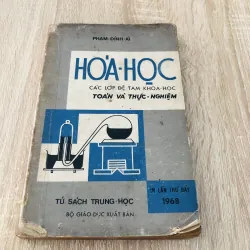 PHẠM-ĐÌNH-ÁI
HÓA-HỌC
CÁC LỚP ĐỆ TAM KHOA-HỌC
TOÁN VÀ THỰC-NGHIỆM
IN LẦN THỨ BẢY
1968
TỦ SÁCH TRUNG-HỌC
BỘ GIÁO-DỤC XUẤT-BẢN